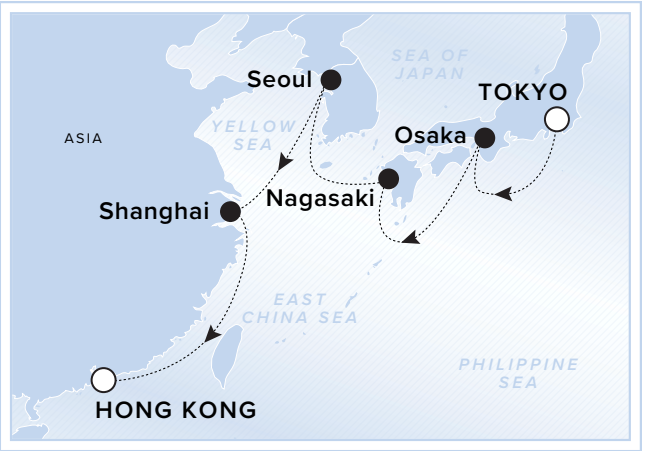 SEA OF
JAPAN
Seoul
TOKYO
YELLOW
SEA
ASIA
Osaka
Nagasaki
Shanghai
EAST
CHINA SEA
PHILIPPINE
SEA
HONG KONG